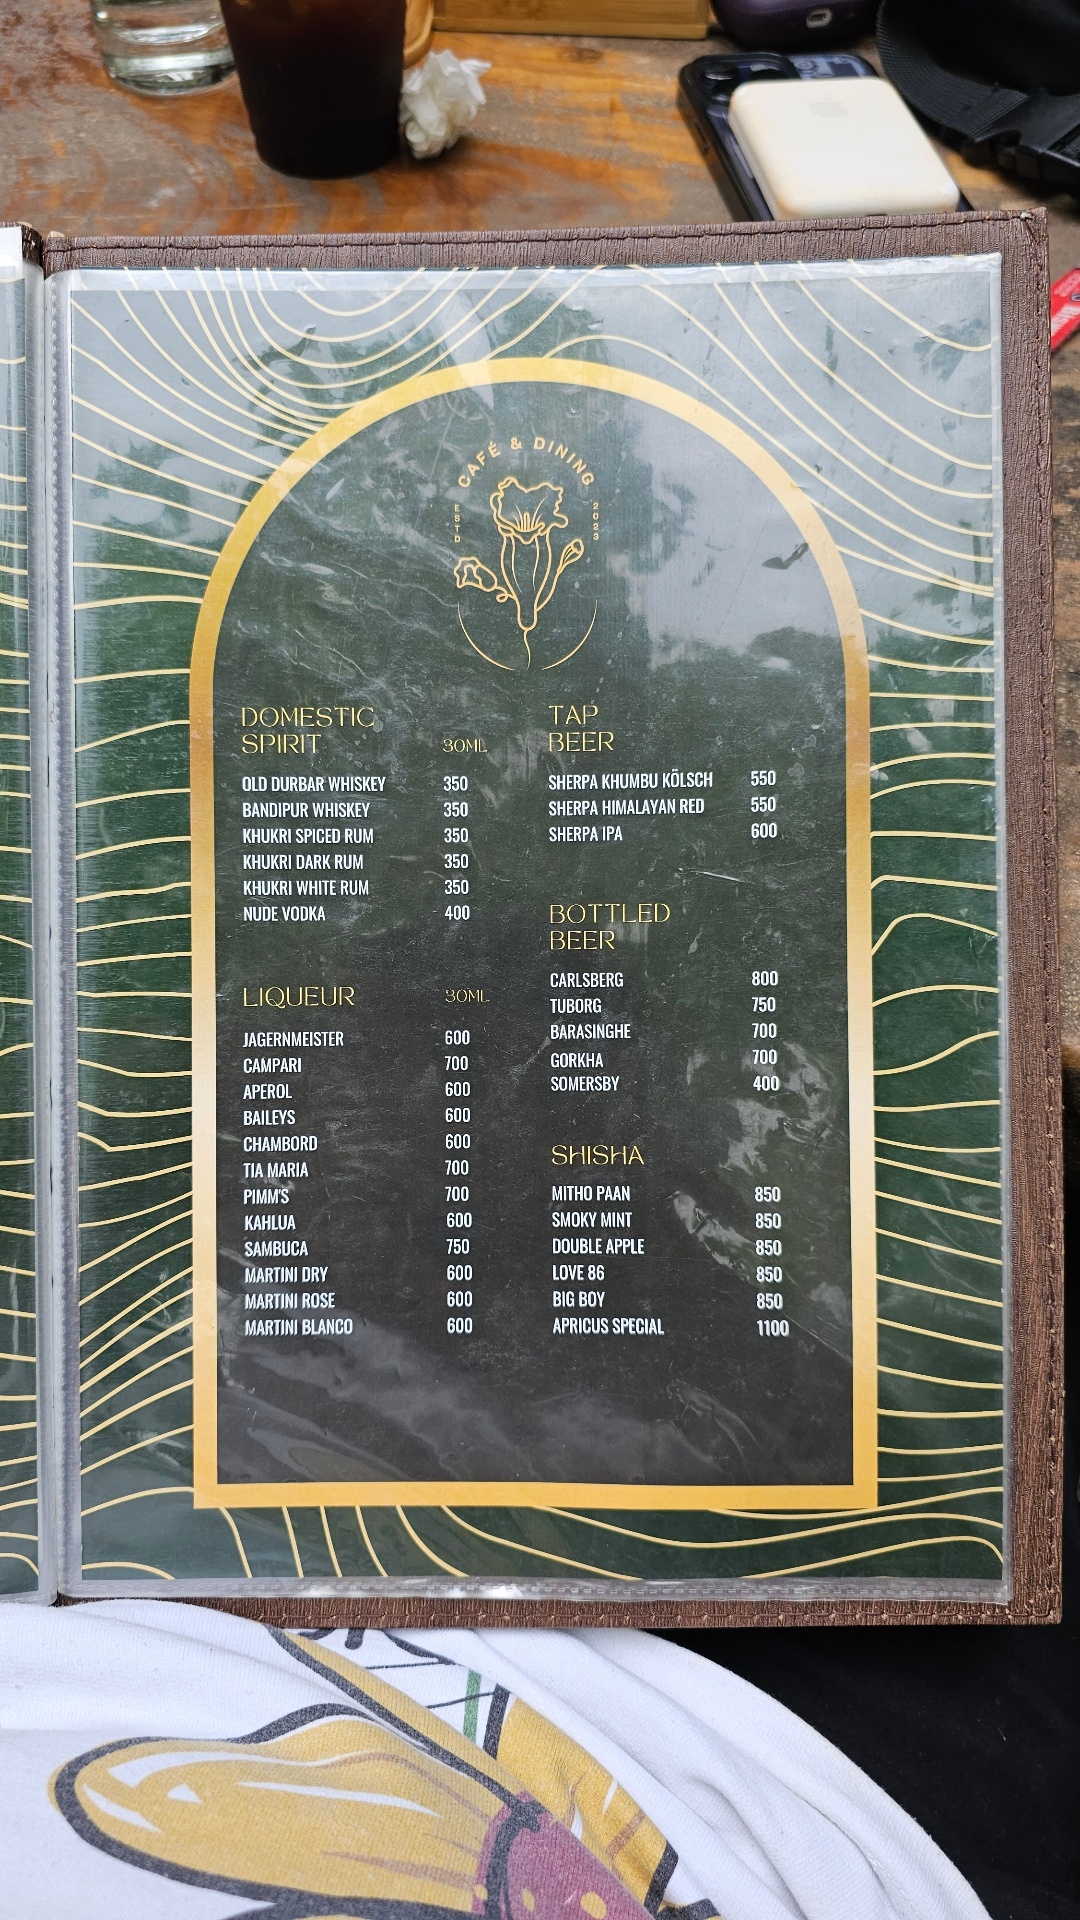 CAFÉ & DINING
ESTD 2023
DOMESTIC
SPIRIT 30ML
OLD DURBAR WHISKEY 350
BANDIPUR WHISKEY 350
KHUKRI SPICED RUM 350
KHUKRI DARK RUM 350
KHUKRI WHITE RUM 350
NUDE VODKA 400
LIQUEUR 30ML
JAGERNMEISTER 600
CAMPARI 700
APEROL 600
BAILEYS 600
CHAMBORD 600
TIA MARIA 700
PIMM'S 700
KAHLUA 600
SAMBUCA 750
MARTINI DRY 600
MARTINI ROSE 600
MARTINI BLANCO 600
TAP
BEER
SHERPA KHUMBU KÖLSCH 550
SHERPA HIMALAYAN RED 550
SHERPA IPA 600
BOTTLED
BEER
CARLSBERG 800
TUBORG 750
BARASINGHE 700
GORKHA 700
SOMERSBY 400
SHISHA
MITHO PAAN 850
SMOKY MINT 850
DOUBLE APPLE 850
LOVE 86 850
BIG BOY 850
APRICUS SPECIAL 1100